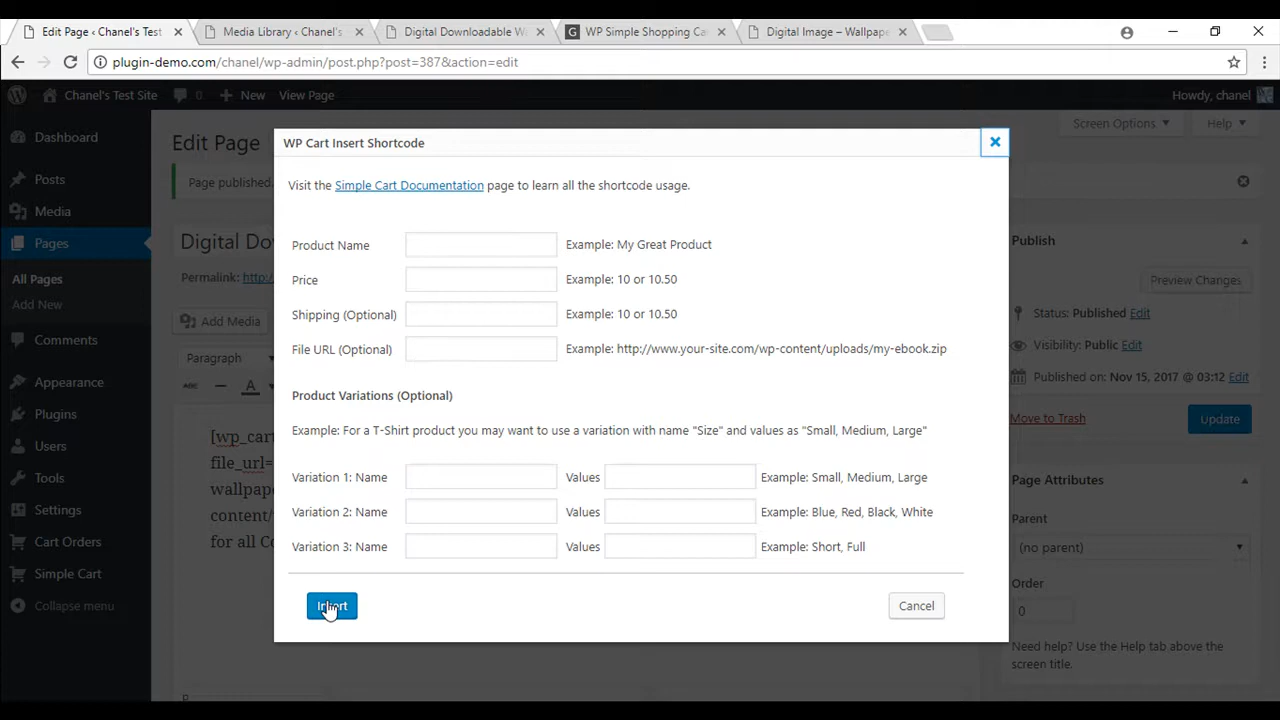 Edit Page ‹ Chanel's Test
Media Library ‹ Chanel's
Digital Downloadable W
G WP Simple Shopping Ca
Digital Image – Wallpape
plugin-demo.com/chanel/wp-admin/post.php?post=387&action=edit
Chanel's Test Site 0 New View Page Howdy, chanel
Dashboard
Posts
Media
Pages
All Pages
Add New
Comments
Appearance
Plugins
Users
Tools
Settings
Cart Orders
Simple Cart
Collapse menu
Edit Page
Screen Options
Help
Page published.
Digital Do
Permalink: http:
Add Media
Paragraph
ABC A
[wp_cart
file_url=
wallpape
content/
for all Co
WP Cart Insert Shortcode
Visit the Simple Cart Documentation page to learn all the shortcode usage.
Product Name Example: My Great Product
Price Example: 10 or 10.50
Shipping (Optional) Example: 10 or 10.50
File URL (Optional) Example: http://www.your-site.com/wp-content/uploads/my-ebook.zip
Product Variations (Optional)
Example: For a T-Shirt product you may want to use a variation with name "Size" and values as "Small, Medium, Large"
Variation 1: Name Values Example: Small, Medium, Large
Variation 2: Name Values Example: Blue, Red, Black, White
Variation 3: Name Values Example: Short, Full
Insert
Cancel
Publish
Preview Changes
Status: Published Edit
Visibility: Public Edit
Published on: Nov 15, 2017 @ 03:12 Edit
Move to Trash
Update
Page Attributes
Parent
(no parent)
Order
0
Need help? Use the Help tab above the
screen title.